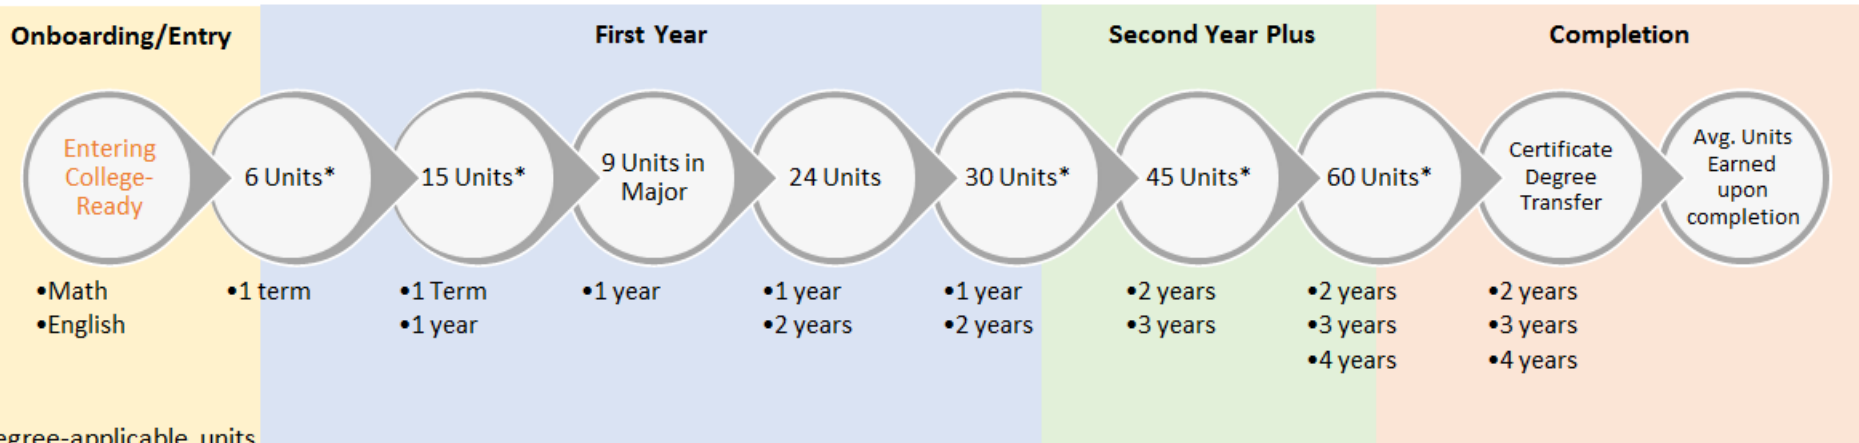 Onboarding/Entry
First Year
Second Year Plus
Completion
Entering
College-
Ready
6 Units*
15 Units*
9 Units in
Major
24 Units
30 Units*
45 Units*
60 Units*
Certificate
Degree
Transfer
Avg. Units
Earned
upon
completion
•Math
•English
•1 term
•1 Term
•1 year
•1 year
•1 year
•2 years
•1 year
•2 years
•2 years
•3 years
•2 years
•3 years
•4 years
•2 years
•3 years
•4 years
egree-applicable units